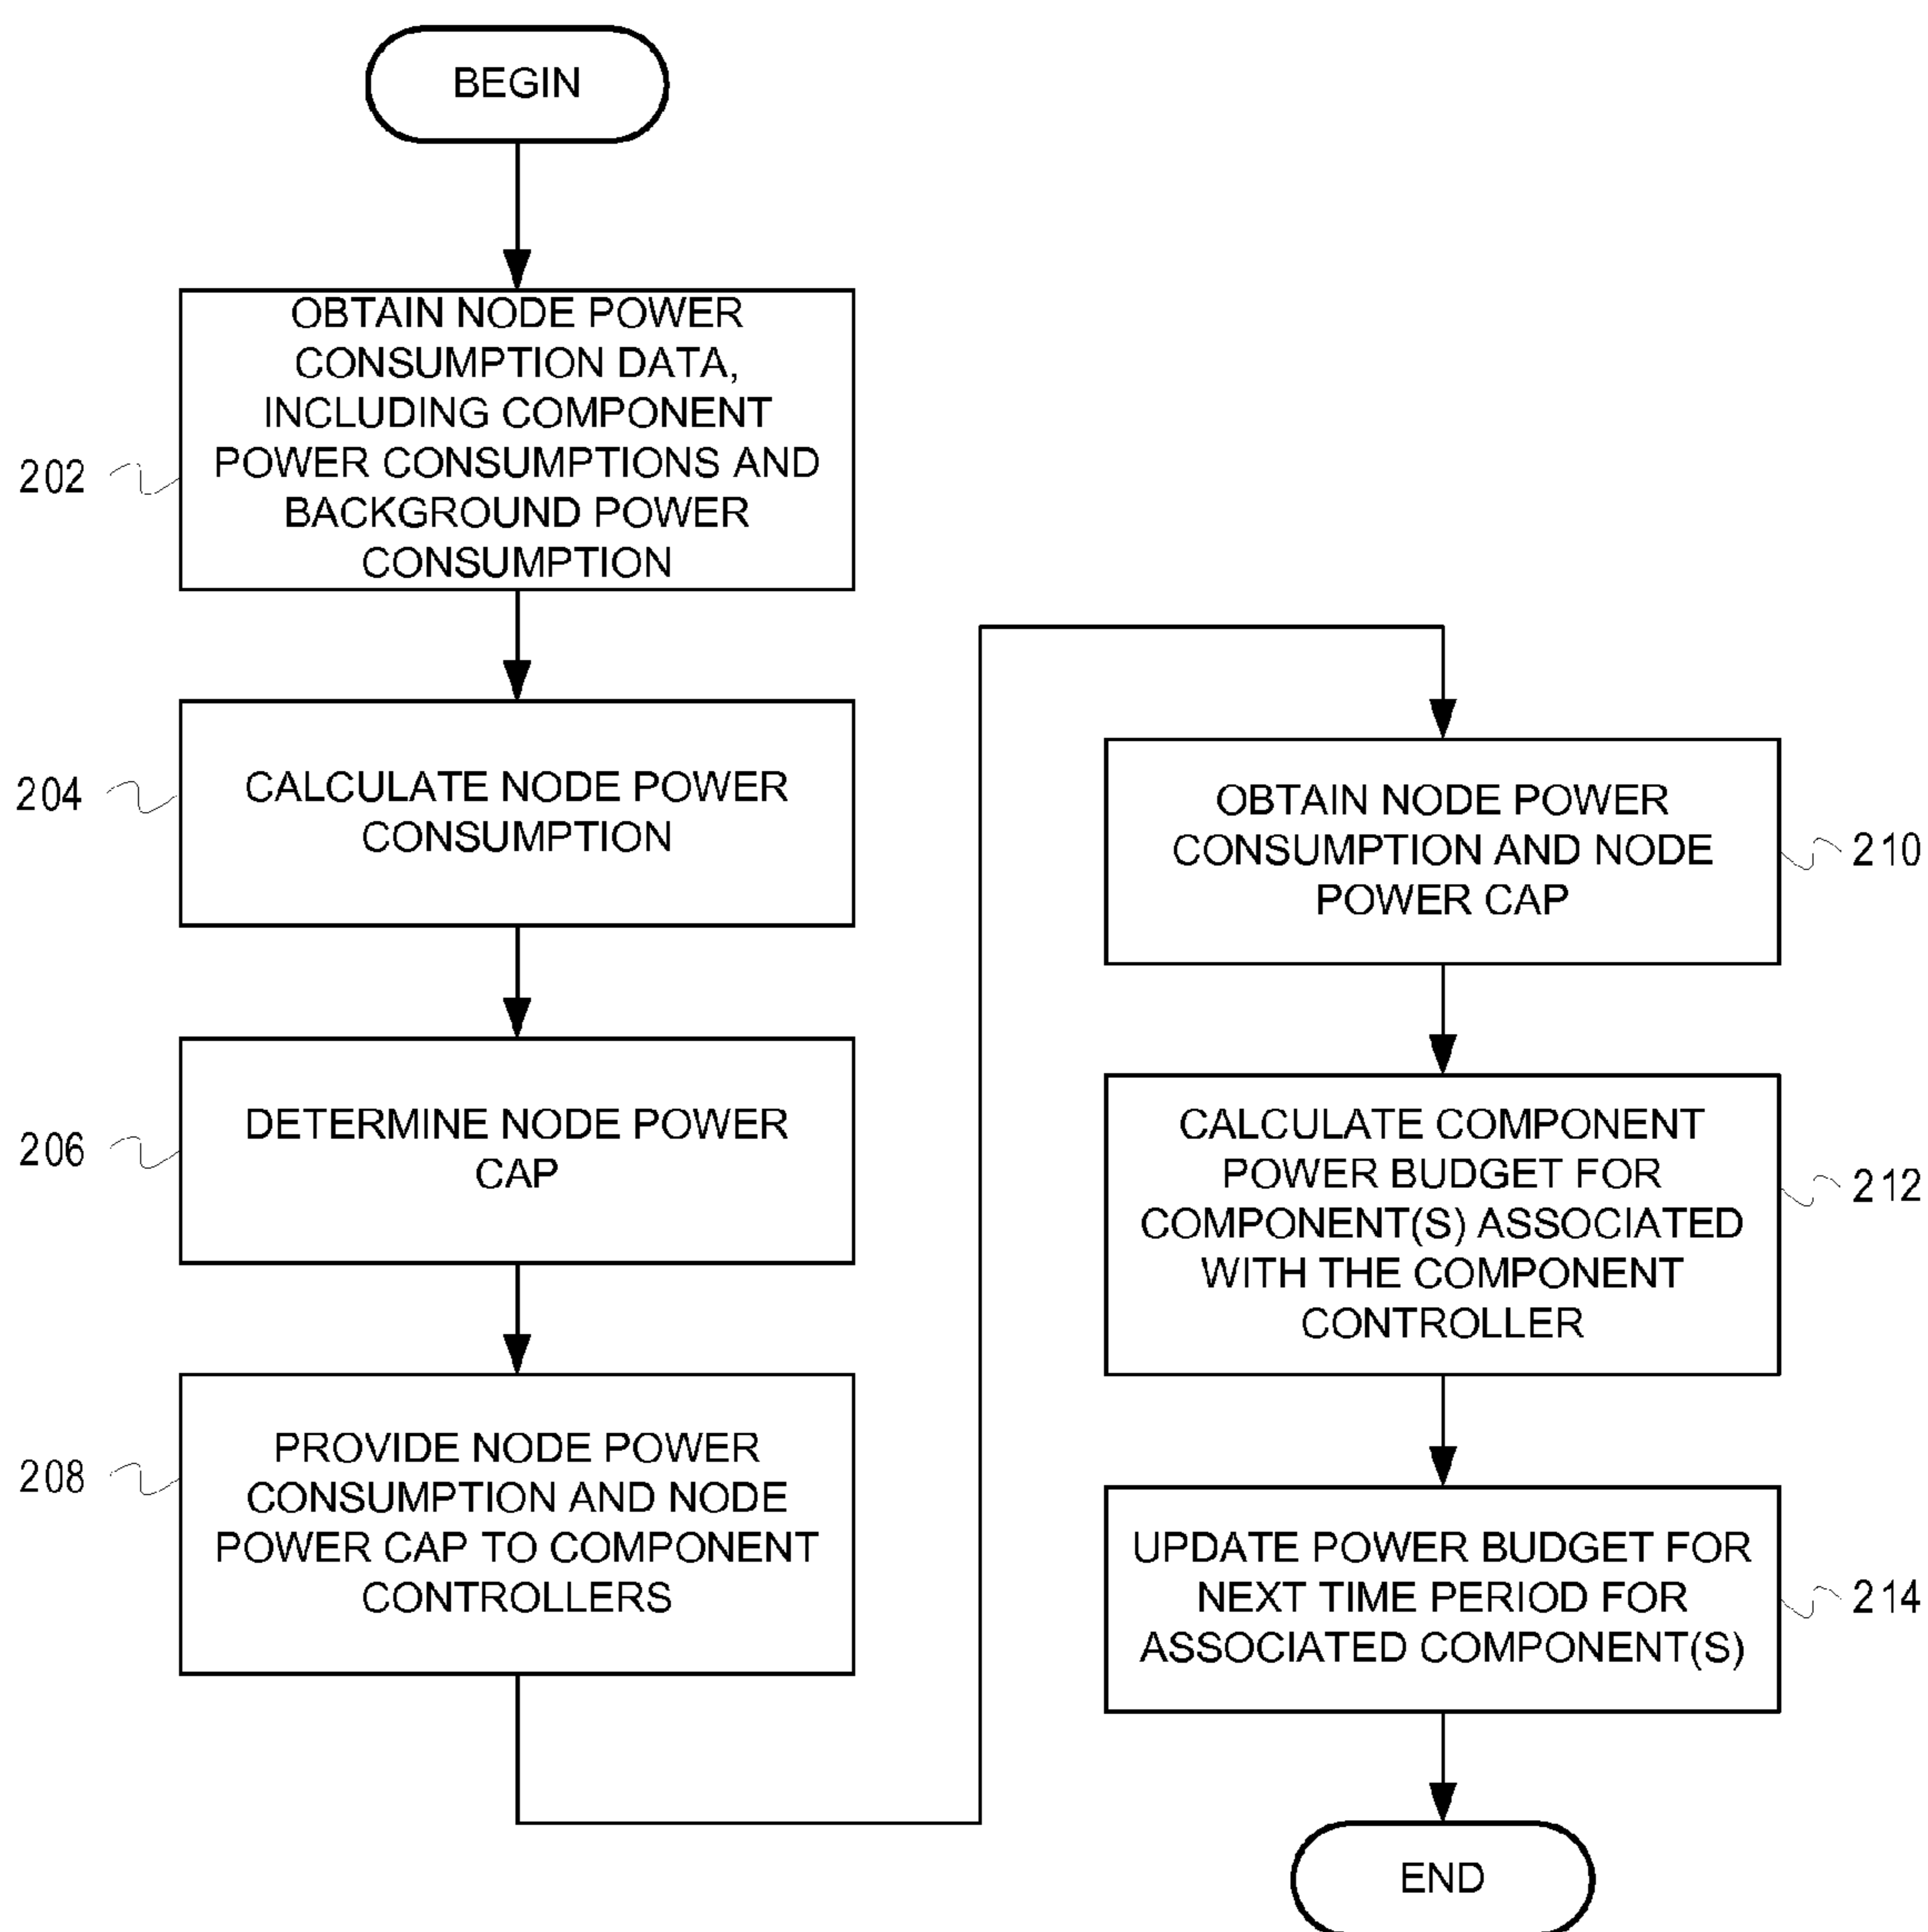 BEGIN
OBTAIN NODE POWER
CONSUMPTION DATA,
INCLUDING COMPONENT
POWER CONSUMPTIONS AND
BACKGROUND POWER
CONSUMPTION
202
CALCULATE NODE POWER
CONSUMPTION
204
DETERMINE NODE POWER
CAP
206
PROVIDE NODE POWER
CONSUMPTION AND NODE
POWER CAP TO COMPONENT
CONTROLLERS
208
OBTAIN NODE POWER
CONSUMPTION AND NODE
POWER CAP
210
CALCULATE COMPONENT
POWER BUDGET FOR
COMPONENT(S) ASSOCIATED
WITH THE COMPONENT
CONTROLLER
212
UPDATE POWER BUDGET FOR
NEXT TIME PERIOD FOR
ASSOCIATED COMPONENT(S)
214
END